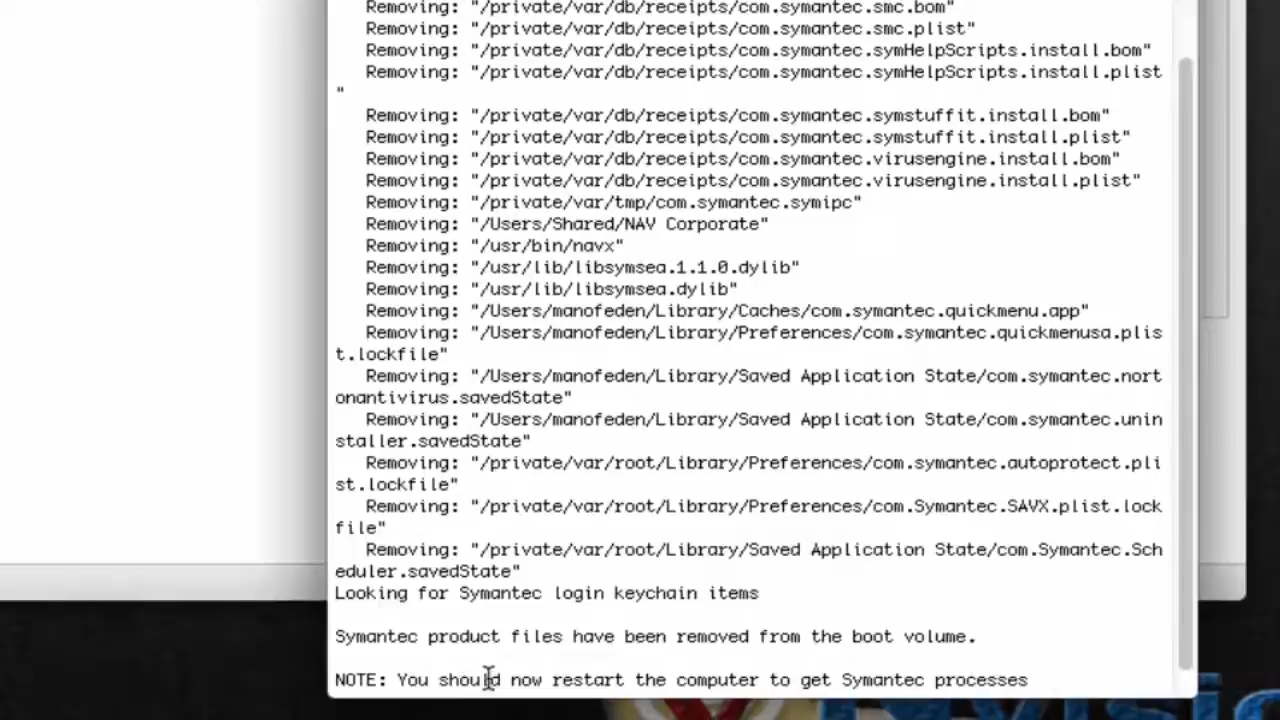 Removing: "/private/var/db/receipts/com.symantec.smc.bom"
Removing: "/private/var/db/receipts/com.symantec.smc.plist"
Removing: "/private/var/db/receipts/com.symantec.symHelpScripts.install.bom"
Removing: "/private/var/db/receipts/com.symantec.symHelpScripts.install.plist
"
Removing: "/private/var/db/receipts/com.symantec.symstuffit.install.bom"
Removing: "/private/var/db/receipts/com.symantec.symstuffit.install.plist"
Removing: "/private/var/db/receipts/com.symantec.virusengine.install.bom"
Removing: "/private/var/db/receipts/com.symantec.virusengine.install.plist"
Removing: "/private/var/tmp/com.symantec.symipc"
Removing: "/Users/Shared/NAV Corporate"
Removing: "/usr/bin/navx"
Removing: "/usr/lib/libsymsea.1.1.0.dylib"
Removing: "/usr/lib/libsymsea.dylib"
Removing: "/Users/manofeden/Library/Caches/com.symantec.quickmenu.app"
Removing: "/Users/manofeden/Library/Preferences/com.symantec.quickmenusa.plis
t.lockfile"
Removing: "/Users/manofeden/Library/Saved Application State/com.symantec.nort
onantivirus.savedState"
Removing: "/Users/manofeden/Library/Saved Application State/com.symantec.unin
staller.savedState"
Removing: "/private/var/root/Library/Preferences/com.symantec.autoprotect.pli
st.lockfile"
Removing: "/private/var/root/Library/Preferences/com.Symantec.SAVX.plist.lock
file"
Removing: "/private/var/root/Library/Saved Application State/com.Symantec.Sch
eduler.savedState"
Looking for Symantec login keychain items
Symantec product files have been removed from the boot volume.
NOTE: You should now restart the computer to get Symantec processes